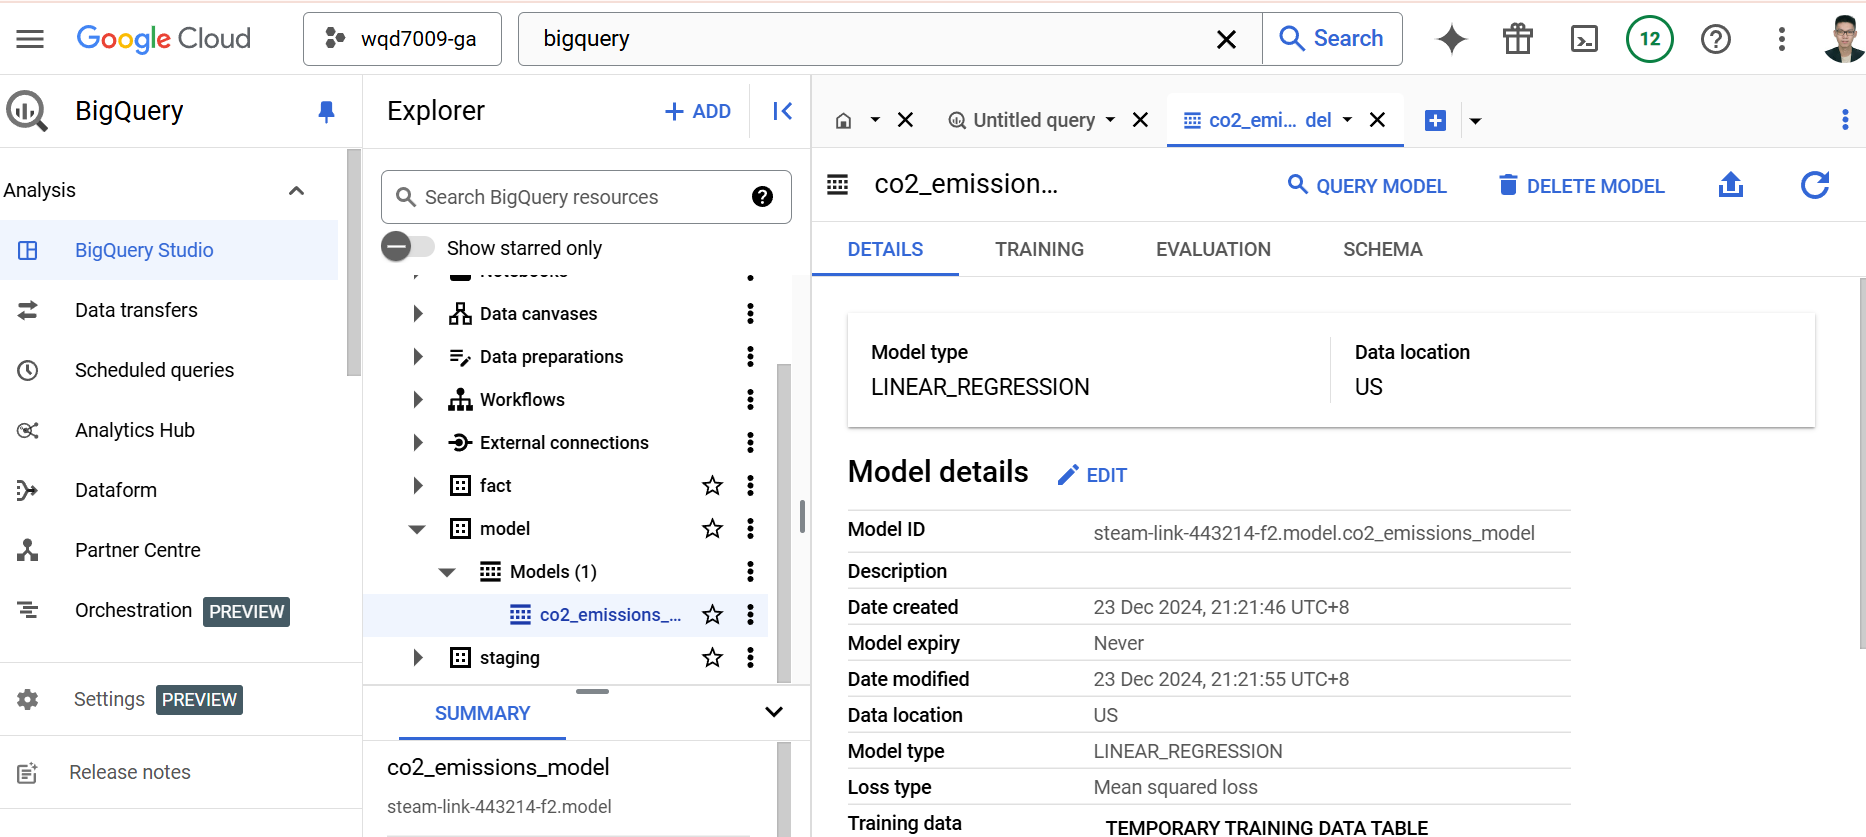 Google Cloud
wqd7009-ga
bigquery
Search
12
BigQuery
Analysis
BigQuery Studio
Data transfers
Scheduled queries
Analytics Hub
Dataform
Partner Centre
Orchestration PREVIEW
Settings PREVIEW
Release notes
Explorer
ADD
Search BigQuery resources
Show starred only
Notebooks
Data canvases
Data preparations
Workflows
External connections
fact
model
Models (1)
co2_emissions_...
staging
SUMMARY
co2_emissions_model
steam-link-443214-f2.model
Untitled query
co2_emi... del
co2_emission...
QUERY MODEL
DELETE MODEL
DETAILS
TRAINING
EVALUATION
SCHEMA
Model type
LINEAR_REGRESSION
Data location
US
Model details
EDIT
Model ID steam-link-443214-f2.model.co2_emissions_model
Description
Date created 23 Dec 2024, 21:21:46 UTC+8
Model expiry Never
Date modified 23 Dec 2024, 21:21:55 UTC+8
Data location US
Model type LINEAR_REGRESSION
Loss type Mean squared loss
Training data TEMPORARY TRAINING DATA TABLE